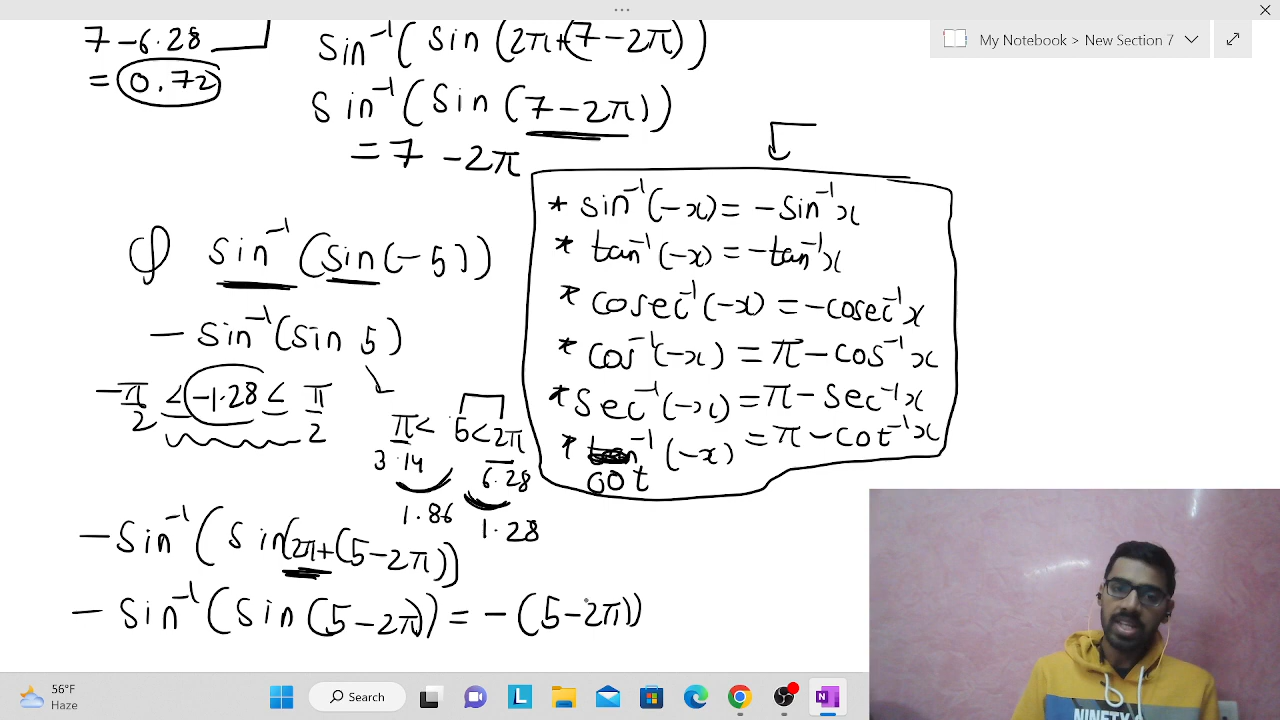 My Notebook > New Section 7
7 – 6.28
= 0.72
sin⁻¹(sin(2π+(7–2π))
sin⁻¹(sin(7–2π))
= 7 – 2π
Q sin⁻¹(sin(–5))
– sin⁻¹(sin 5)
–π/2 ≤ –1.28 ≤ π/2
π < 5 < 2π
3.14 6.28
1.86 1.28
– sin⁻¹(sin(2π+(5–2π))
– sin⁻¹(sin(5–2π)) = –(5–2π))
* sin⁻¹(–x) = –sin⁻¹x
* tan⁻¹(–x) = –tan⁻¹x
* cosec⁻¹(–x) = –cosec⁻¹x
* cos⁻¹(–x) = π – cos⁻¹x
* sec⁻¹(–x) = π – sec⁻¹x
* cot⁻¹(–x) = π – cot⁻¹x
NINETY
56°F
Haze
Search